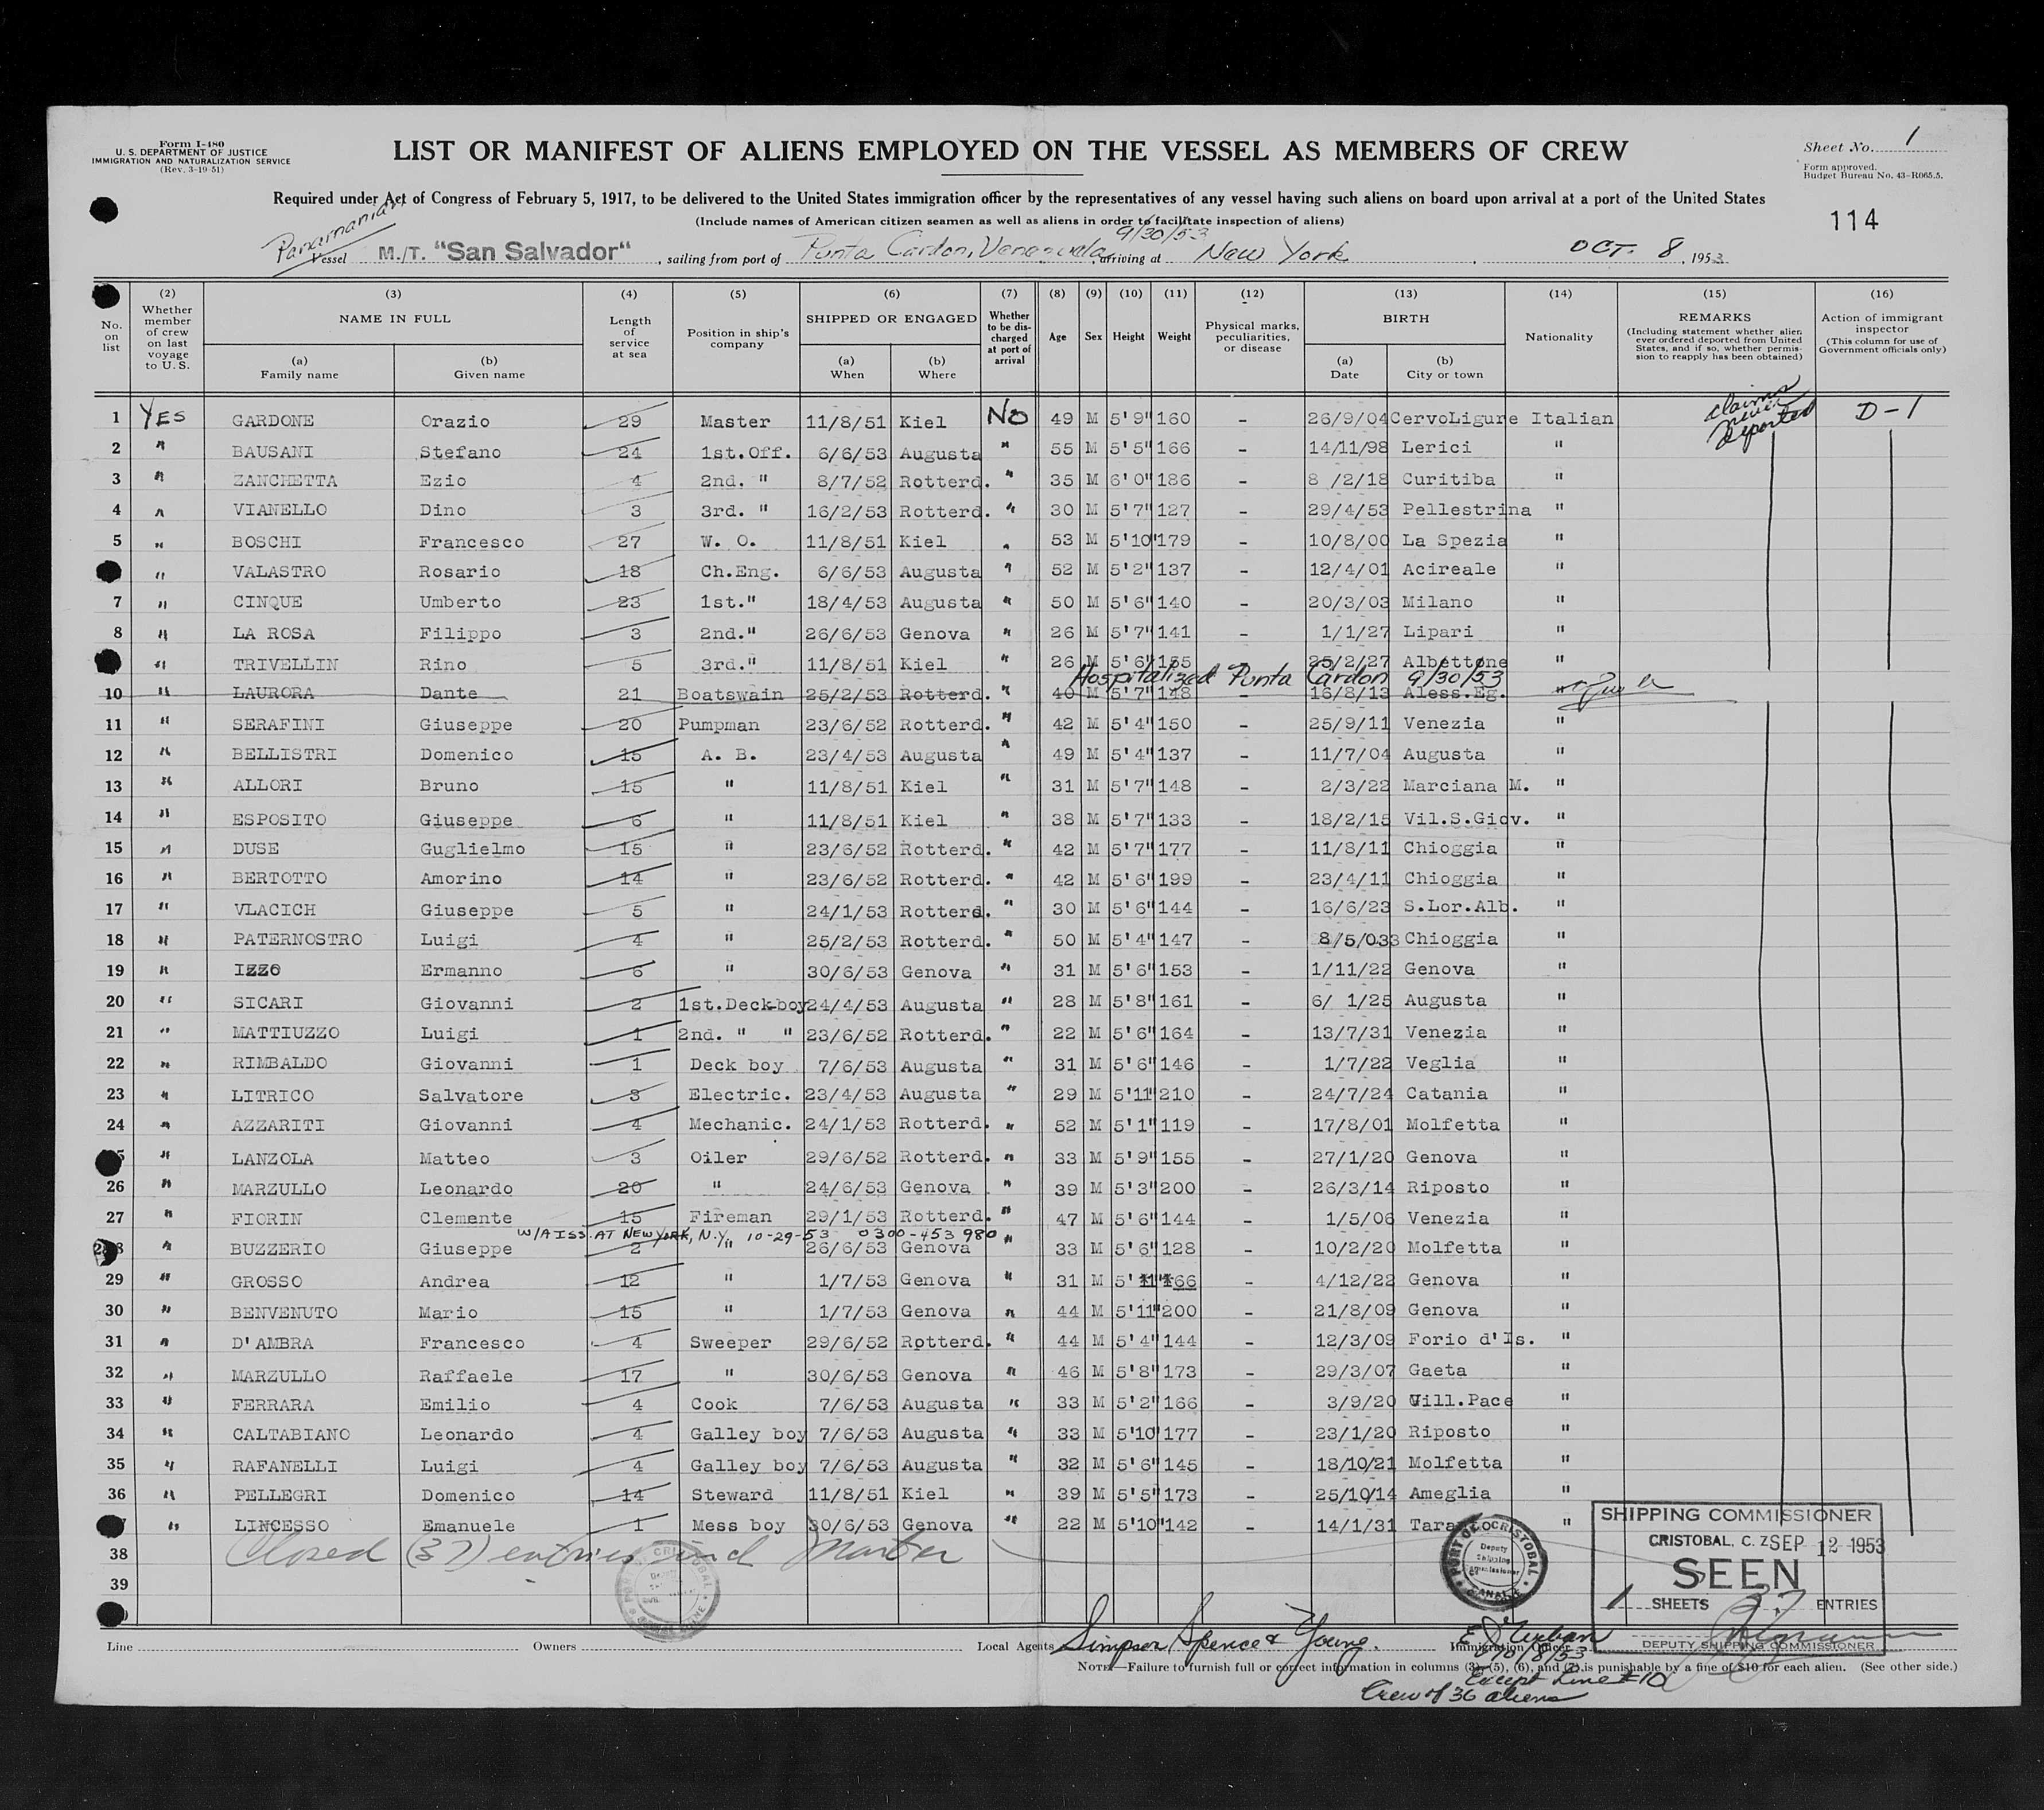 Form I-480
U. S. DEPARTMENT OF JUSTICE
IMMIGRATION AND NATURALIZATION SERVICE
(Rev. 3-19-51)
LIST OR MANIFEST OF ALIENS EMPLOYED ON THE VESSEL AS MEMBERS OF CREW
Sheet No. 1
Form approved.
Budget Bureau No. 43-R065.5.
Required under Act of Congress of February 5, 1917, to be delivered to the United States immigration officer by the representatives of any vessel having such aliens on board upon arrival at a port of the United States
(Include names of American citizen seamen as well as aliens in order to facilitate inspection of aliens)
114
Panamanian
9/30/53
Vessel M./T. "San Salvador", sailing from port of Punta Cardon, Venezuela, arriving at New York, OCT. 8, 1953
(1) No. on list (2) Whether member of crew on last voyage to U. S. (3) NAME IN FULL (a) Family name (b) Given name (4) Length of service at sea (5) Position in ship's company (6) SHIPPED OR ENGAGED (a) When (b) Where (7) Whether to be discharged at port of arrival (8) Age (9) Sex (10) Height (11) Weight (12) Physical marks, peculiarities, or disease (13) BIRTH (a) Date (b) City or town (14) Nationality (15) REMARKS (Including statement whether alien ever ordered deported from United States, and if so, whether permission to reapply has been obtained) (16) Action of immigrant inspector (This column for use of Government officials only)
1 YES GARDONE Orazio 29 Master 11/8/51 Kiel No 49 M 5'9" 160 - 26/9/04 CervoLigure Italian claims never deported D-1
2 " BAUSANI Stefano 24 1st.Off. 6/6/53 Augusta " 55 M 5'5" 166 - 14/11/98 Lerici "
3 " ZANCHETTA Ezio 4 2nd. " 8/7/52 Rotterd. " 35 M 6'0" 186 - 8 /2/18 Curitiba "
4 " VIANELLO Dino 3 3rd. " 16/2/53 Rotterd. " 30 M 5'7" 127 - 29/4/53 Pellestrina "
5 " BOSCHI Francesco 27 W. O. 11/8/51 Kiel " 53 M 5'10" 179 - 10/8/00 La Spezia "
" VALASTRO Rosario 18 Ch.Eng. 6/6/53 Augusta " 52 M 5'2" 137 - 12/4/01 Acireale "
7 " CINQUE Umberto 23 1st." 18/4/53 Augusta " 50 M 5'6" 140 - 20/3/03 Milano "
8 " LA ROSA Filippo 3 2nd." 26/6/53 Genova " 26 M 5'7" 141 - 1/1/27 Lipari "
" TRIVELLIN Rino 5 3rd." 11/8/51 Kiel " 26 M 5'6" 155 25/2/27 Albettone "
Hospitalized Punta Cardon 9/30/53
10 " LAURORA Dante 21 Boatswain 25/2/53 Rotterd. " 40 M 5'7" 148 - 16/8/13 Aless.Eg. "
11 " SERAFINI Giuseppe 20 Pumpman 23/6/52 Rotterd. " 42 M 5'4" 150 - 25/9/11 Venezia "
12 " BELLISTRI Domenico 15 A. B. 23/4/53 Augusta " 49 M 5'4" 137 - 11/7/04 Augusta "
13 " ALLORI Bruno 15 " 11/8/51 Kiel " 31 M 5'7" 148 - 2/3/22 Marciana M. "
14 " ESPOSITO Giuseppe 6 " 11/8/51 Kiel " 38 M 5'7" 133 - 18/2/15 Vil.S.Giov. "
15 " DUSE Guglielmo 15 " 23/6/52 Rotterd. " 42 M 5'7" 177 - 11/8/11 Chioggia "
16 " BERTOTTO Amorino 14 " 23/6/52 Rotterd. " 42 M 5'6" 199 - 23/4/11 Chioggia "
17 " VLACICH Giuseppe 5 " 24/1/53 Rotterd. " 30 M 5'6" 144 - 16/6/23 S.Lor.Alb. "
18 " PATERNOSTRO Luigi 4 " 25/2/53 Rotterd. " 50 M 5'4" 147 - 8/5/033 Chioggia "
19 " IZZO Ermanno 6 " 30/6/53 Genova " 31 M 5'6" 153 - 1/11/22 Genova "
20 " SICARI Giovanni 2 1st.Deck-boy 24/4/53 Augusta " 28 M 5'8" 161 - 6/ 1/25 Augusta "
21 " MATTIUZZO Luigi 1 2nd. " " 23/6/52 Rotterd. " 22 M 5'6" 164 - 13/7/31 Venezia "
22 " RIMBALDO Giovanni 1 Deck boy 7/6/53 Augusta " 31 M 5'6" 146 - 1/7/22 Veglia "
23 " LITRICO Salvatore 3 Electric. 23/4/53 Augusta " 29 M 5'11" 210 - 24/7/24 Catania "
24 " AZZARITI Giovanni 4 Mechanic. 24/1/53 Rotterd. " 52 M 5'1" 119 - 17/8/01 Molfetta "
5 " LANZOLA Matteo 3 Oiler 29/6/52 Rotterd. " 33 M 5'9" 155 - 27/1/20 Genova "
26 " MARZULLO Leonardo 20 " 24/6/53 Genova " 39 M 5'3" 200 - 26/3/14 Riposto "
27 " FIORIN Clemente 15 Fireman 29/1/53 Rotterd. " 47 M 5'6" 144 - 1/5/06 Venezia "
W/A ISS. AT NEW YORK, N.Y. 10-29-53 0300-453 980
28 " BUZZERIO Giuseppe 2 " 26/6/53 Genova " 33 M 5'6" 128 - 10/2/20 Molfetta "
29 " GROSSO Andrea 12 " 1/7/53 Genova " 31 M 5'11" 166 - 4/12/22 Genova "
30 " BENVENUTO Mario 15 " 1/7/53 Genova " 44 M 5'11" 200 - 21/8/09 Genova "
31 " D'AMBRA Francesco 4 Sweeper 29/6/52 Rotterd. " 44 M 5'4" 144 - 12/3/09 Forio d'Is. "
32 " MARZULLO Raffaele 17 " 30/6/53 Genova " 46 M 5'8" 173 - 29/3/07 Gaeta "
33 " FERRARA Emilio 4 Cook 7/6/53 Augusta " 33 M 5'2" 166 - 3/9/20 Vill.Pace "
34 " CALTABIANO Leonardo 4 Galley boy 7/6/53 Augusta " 33 M 5'10" 177 - 23/1/20 Riposto "
35 " RAFANELLI Luigi 4 Galley boy 7/6/53 Augusta " 32 M 5'6" 145 - 18/10/21 Molfetta "
36 " PELLEGRI Domenico 14 Steward 11/8/51 Kiel " 39 M 5'5" 173 - 25/10/14 Ameglia "
" LINCESSO Emanuele 1 Mess boy 30/6/53 Genova " 22 M 5'10" 142 - 14/1/31 "
38 Closed (37) entries incl Master
39
PORT OF CRISTOBAL
Deputy Shipping Commissioner
SHIPPING COMMISSIONER
CRISTOBAL, C. Z. SEP 12 1953
SEEN
1 SHEETS 37 ENTRIES
DEPUTY SHIPPING COMMISSIONER
Line Owners Local Agents Simpson Spence & Young. Immigration Officer
10/8/53
NOTE.—Failure to furnish full or correct information in columns (3), (5), (6), and (7) is punishable by a fine of $10 for each alien. (See other side.)
Except Line #10
Crew of 36 aliens